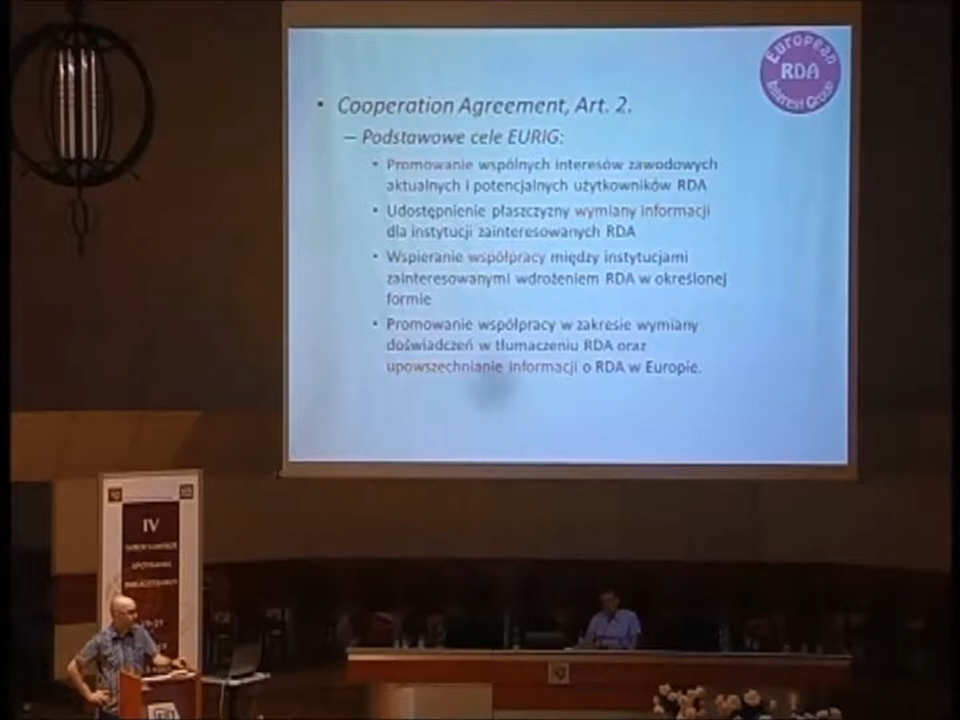 European
RDA
Interest Group
• Cooperation Agreement, Art. 2.
– Podstawowe cele EURIG:
• Promowanie wspólnych interesów zawodowych
aktualnych i potencjalnych użytkowników RDA
• Udostępnienie płaszczyzny wymiany informacji
dla instytucji zainteresowanych RDA
• Wspieranie współpracy między instytucjami
zainteresowanymi wdrożeniem RDA w określonej
formie
• Promowanie współpracy w zakresie wymiany
doświadczeń w tłumaczeniu RDA oraz
upowszechnianie informacji o RDA w Europie.
IV